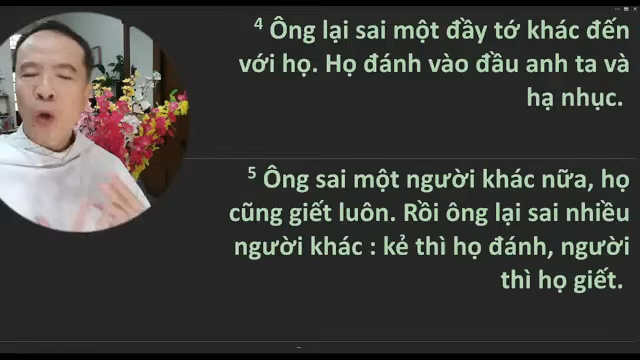 4 Ông lại sai một đầy tớ khác đến
với họ. Họ đánh vào đầu anh ta và
hạ nhục.
5 Ông sai một người khác nữa, họ
cũng giết luôn. Rồi ông lại sai nhiều
người khác : kẻ thì họ đánh, người
thì họ giết.